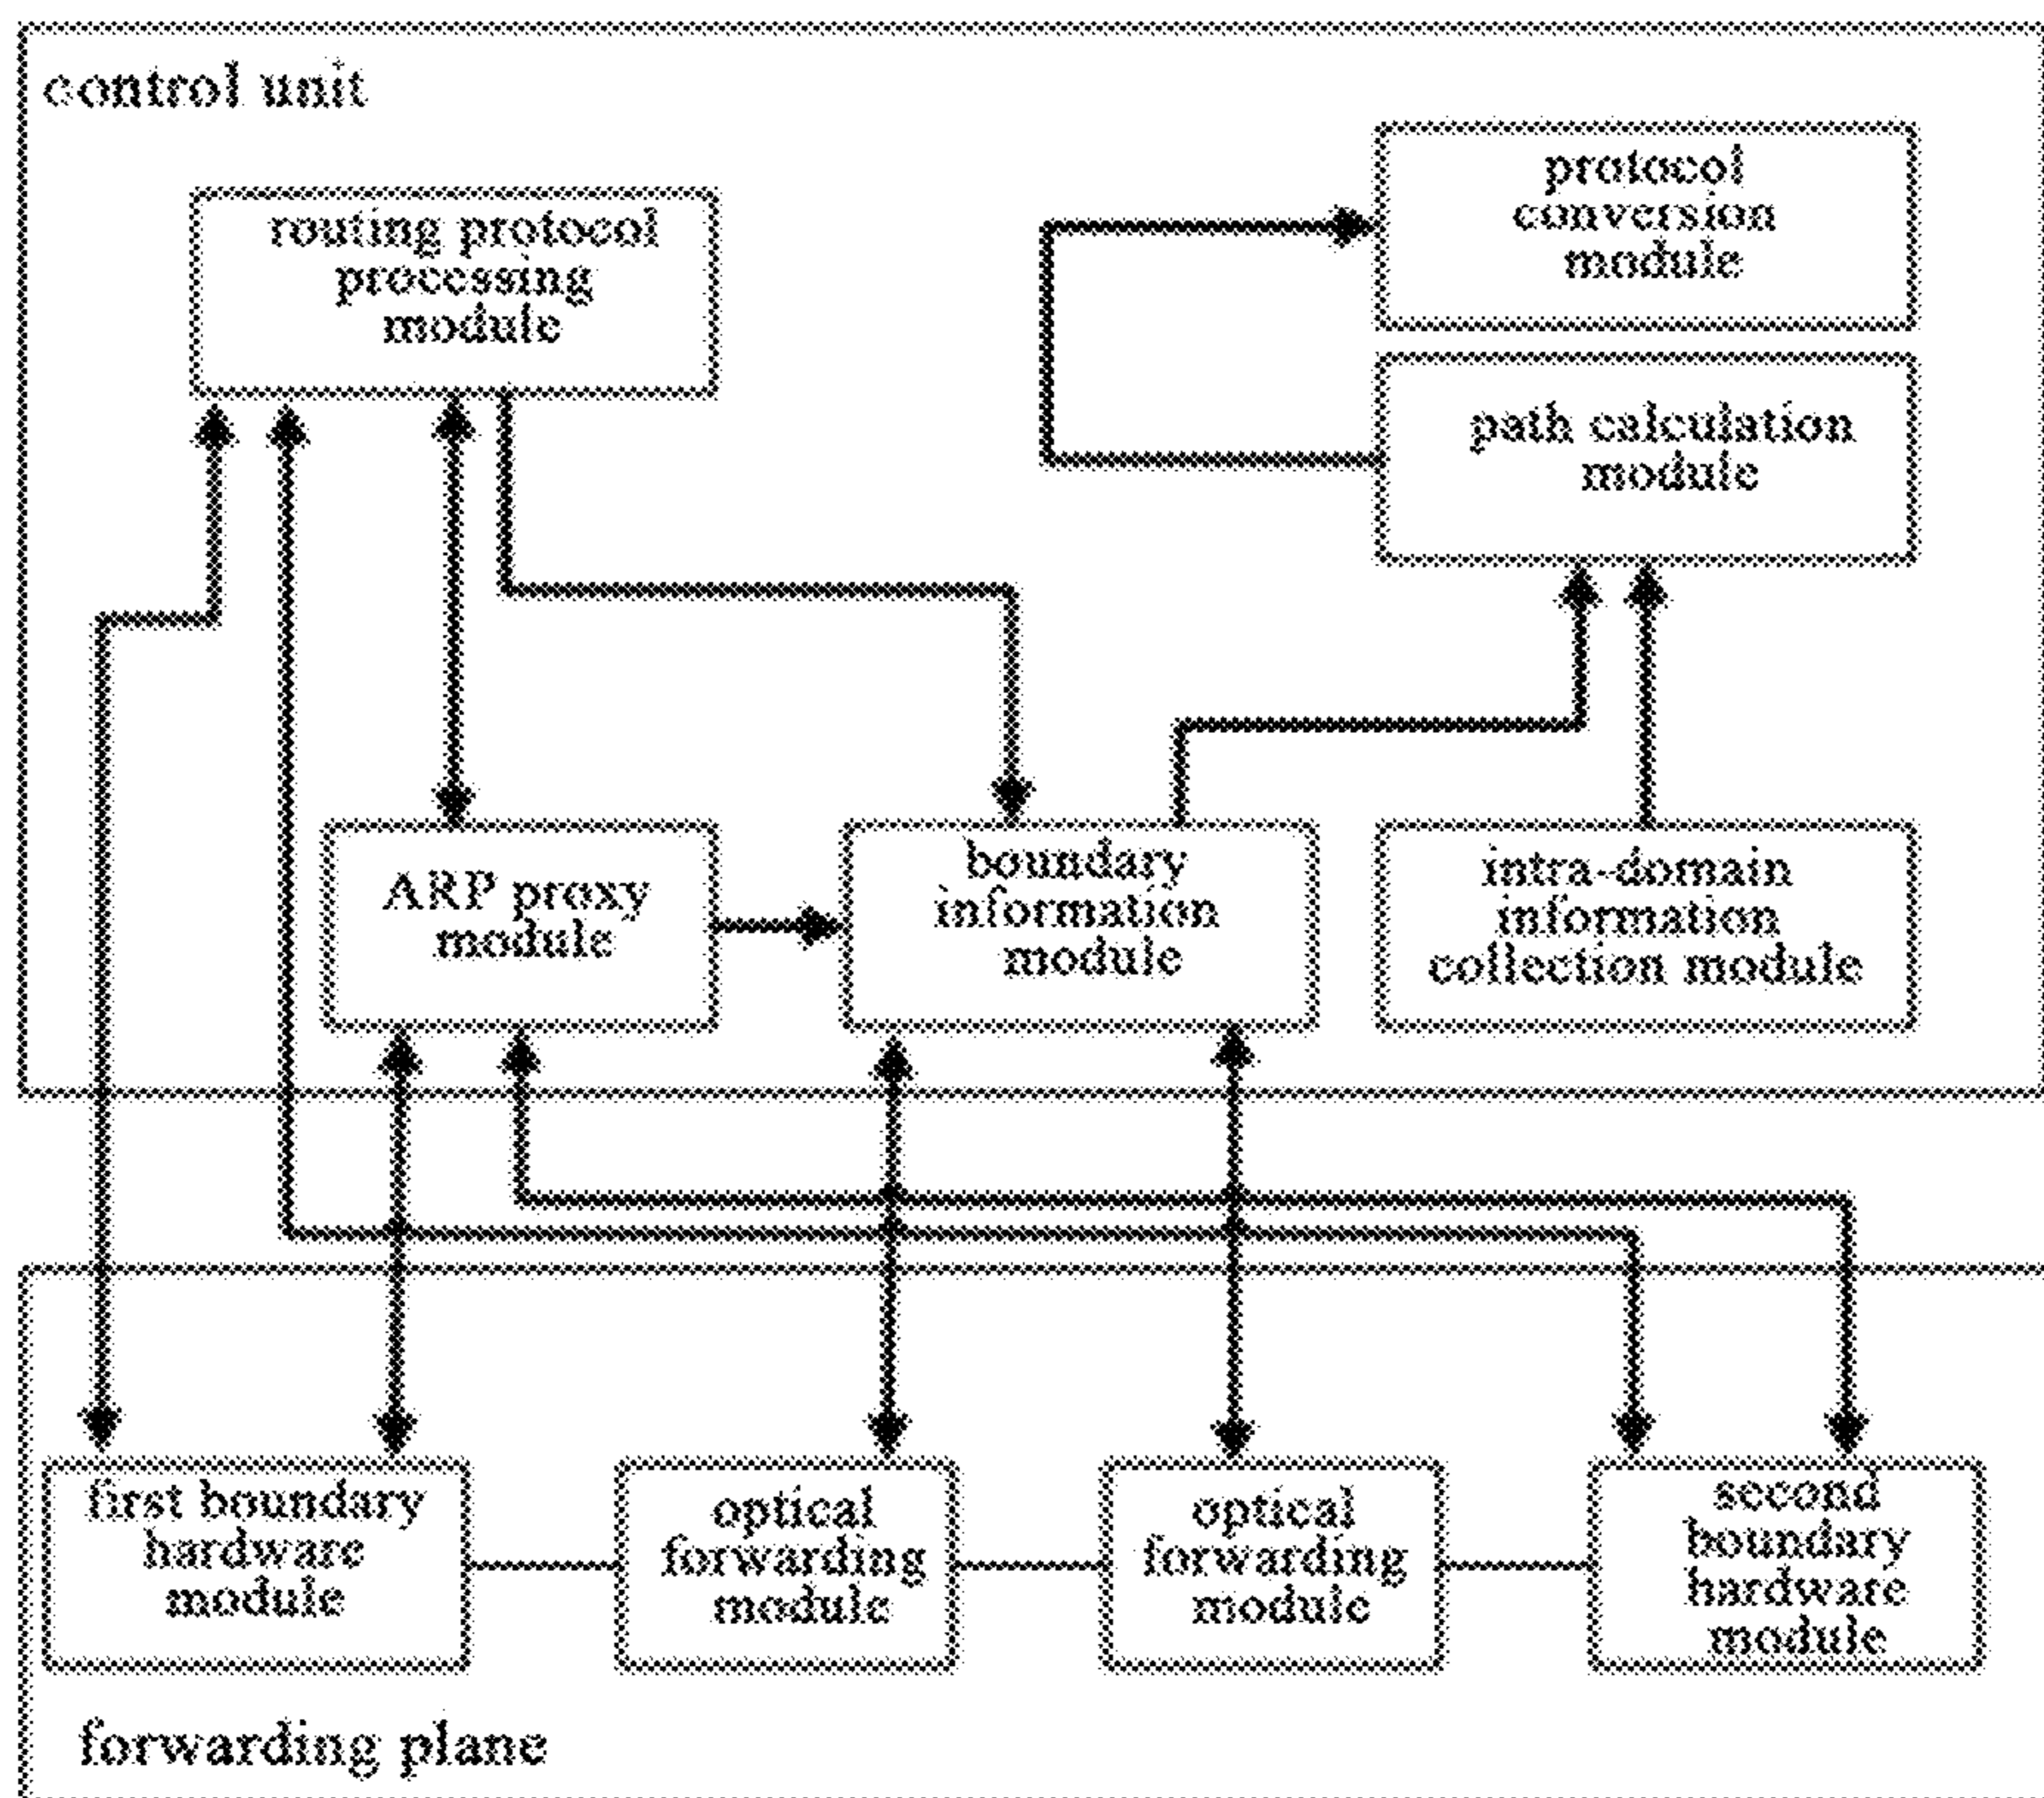 control unit
routing protocol
processing
module
protocol
conversion
module
path calculation
module
ARP proxy
module
boundary
information
module
intra-domain
information
collection module
first boundary
hardware
module
optical
forwarding
module
optical
forwarding
module
second
boundary
hardware
module
forwarding plane